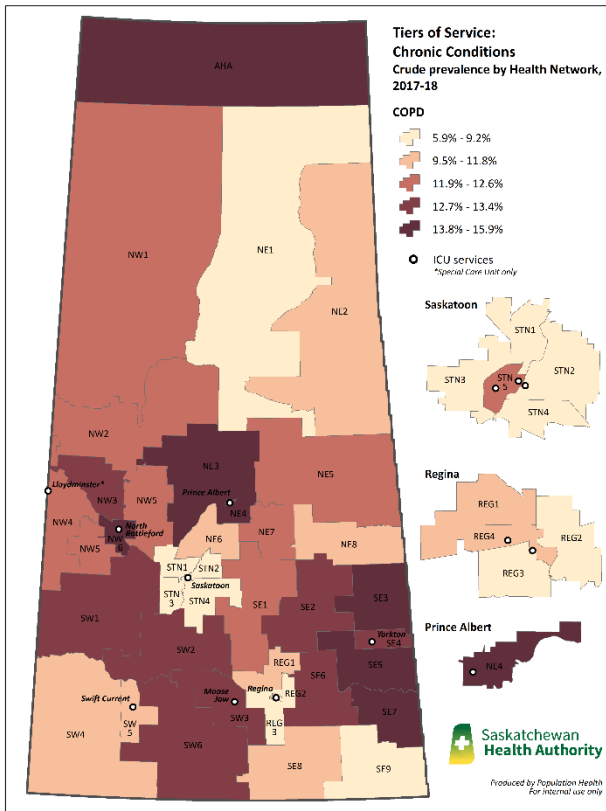 Tiers of Service:
Chronic Conditions
Crude prevalence by Health Network,
2017-18
COPD
5.9% - 9.2%
9.5% - 11.8%
11.9% - 12.6%
12.7% - 13.4%
13.8% - 15.9%
ICU services
*Special Care Unit only
AHA
NW1
NE1
NL2
NW2
NL3
NE5
Lloydminster*
NW3
NW5
Prince Albert
NE4
NW4
North
Battleford
NW
6
NW5
NF6
NE7
NF8
STN1
STN2
Saskatoon
STN
3
STN4
SW1
SE1
SE2
SE3
Yorkton
SE4
SW2
SE5
REG1
SF6
Moose
Jaw
Regina
REG2
Swift Current
SW3
RLG
3
SE7
SW4
SW
5
SW6
SE8
SF9
Saskatoon
STN1
STN2
STN3
STN
5
STN4
Regina
REG1
REG2
REG4
REG3
Prince Albert
NL4
Saskatchewan
Health Authority
Produced by Population Health
For internal use only